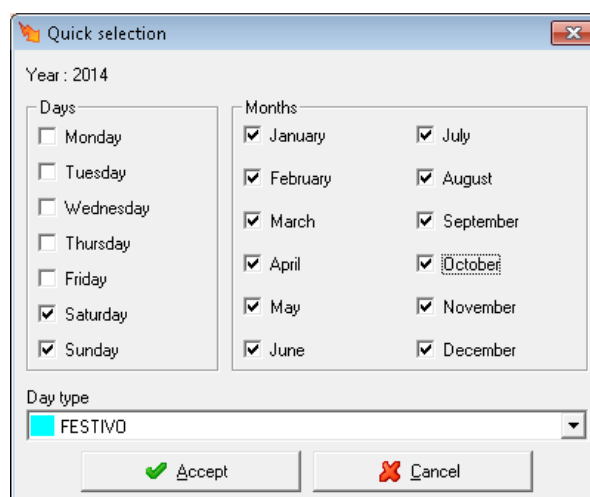 Quick selection
Year : 2014
Days
Monday
Tuesday
Wednesday
Thursday
Friday
Saturday
Sunday
Months
January
February
March
April
May
June
July
August
September
October
November
December
Day type
FESTIVO
Accept
Cancel